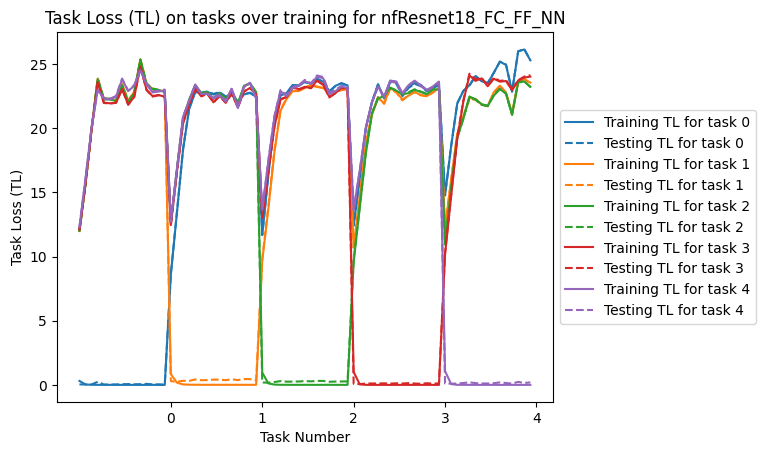 Task Loss (TL) on tasks over training for nfResnet18_FC_FF_NN
25
20
15
10
5
0
Task Loss (TL)
0 1 2 3 4
Task Number
Training TL for task 0
Testing TL for task 0
Training TL for task 1
Testing TL for task 1
Training TL for task 2
Testing TL for task 2
Training TL for task 3
Testing TL for task 3
Training TL for task 4
Testing TL for task 4